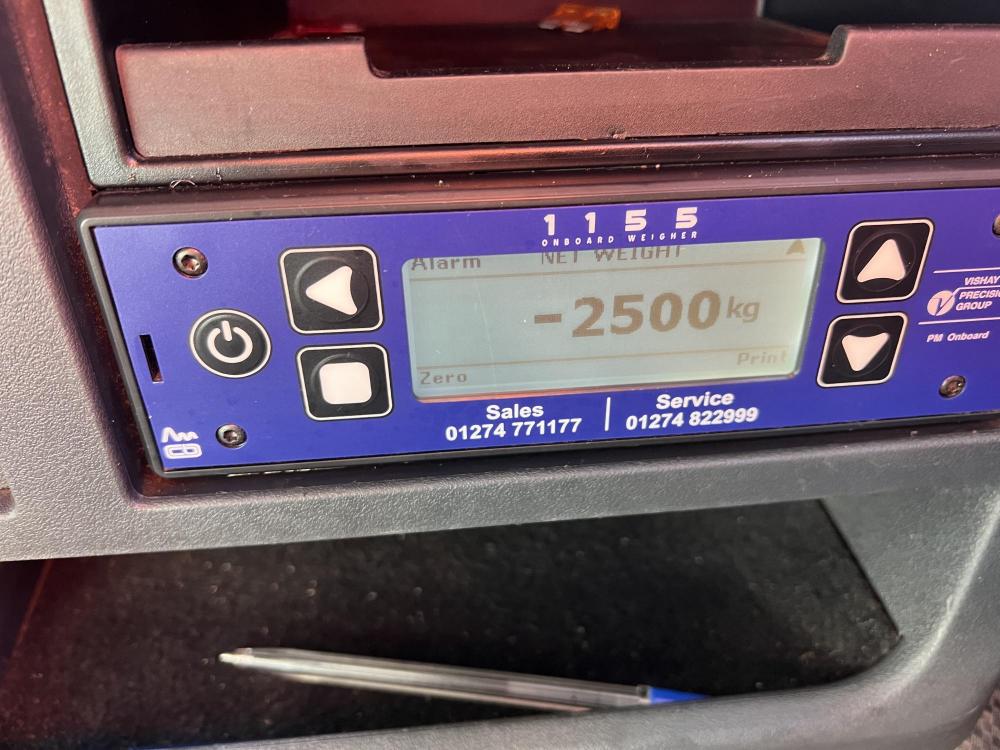 1155
ONBOARD WEIGHER
Alarm NET WEIGHT
-2500kg
Print
Zero
Sales
01274 771177
Service
01274 822999
VISHAY
PRECISIO
GROUP
PM Onboard